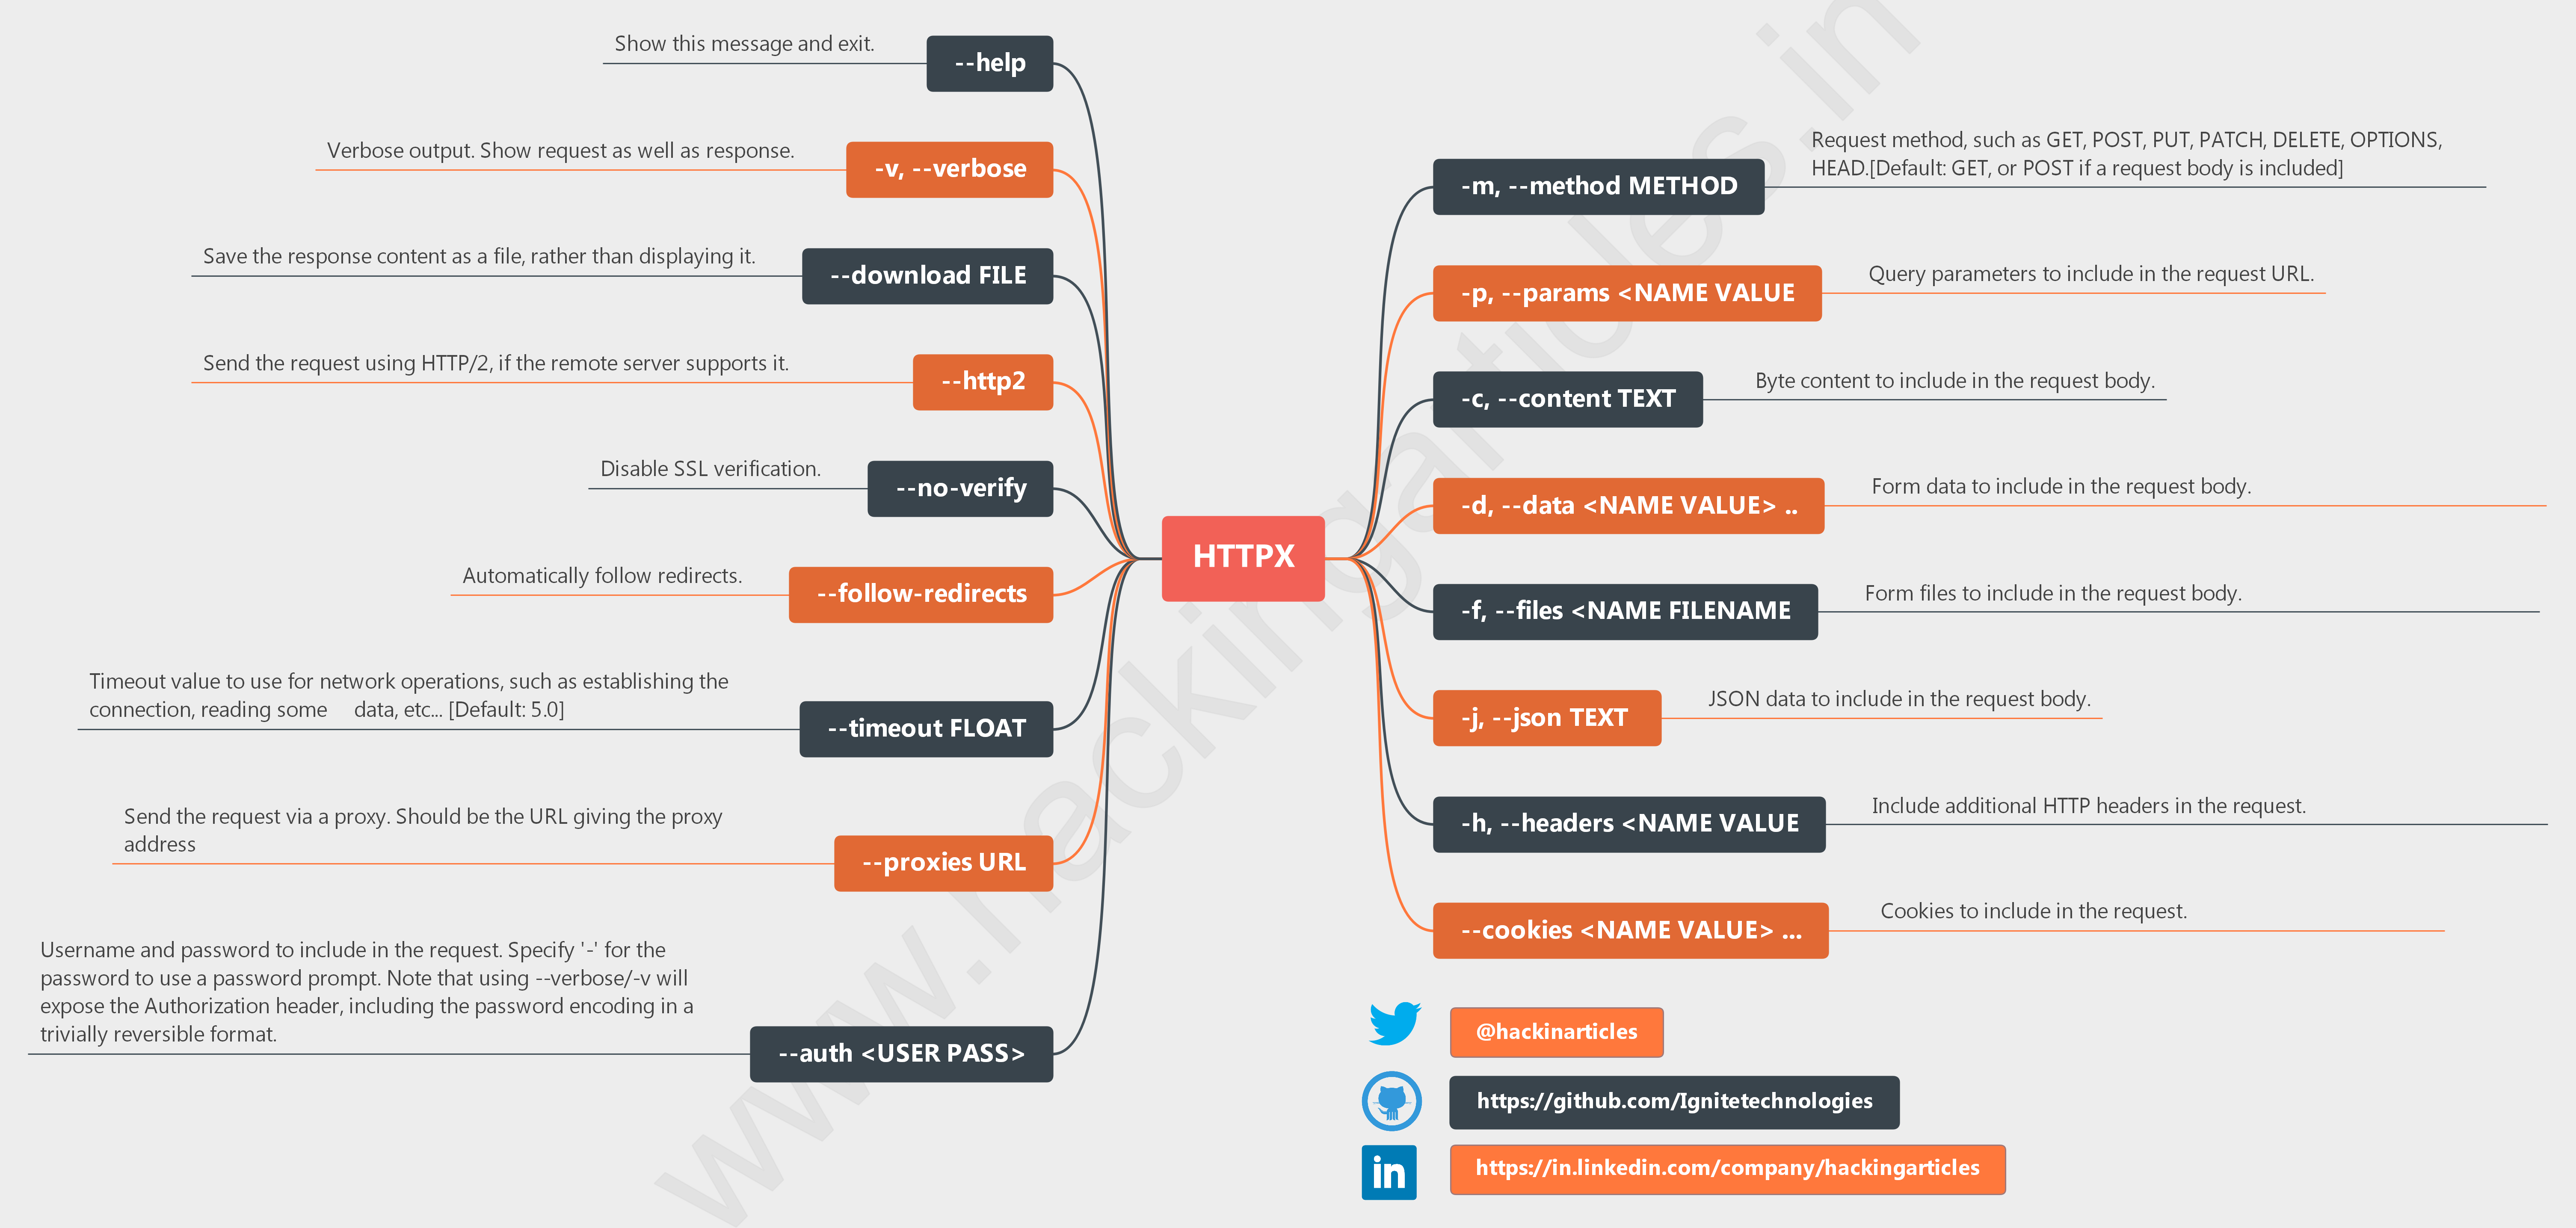 Show this message and exit.
--help
Verbose output. Show request as well as response.
-v, --verbose
Save the response content as a file, rather than displaying it.
--download FILE
Send the request using HTTP/2, if the remote server supports it.
--http2
Disable SSL verification.
--no-verify
Automatically follow redirects.
--follow-redirects
Timeout value to use for network operations, such as establishing the
connection, reading some     data, etc... [Default: 5.0]
--timeout FLOAT
Send the request via a proxy. Should be the URL giving the proxy
address
--proxies URL
Username and password to include in the request. Specify '-' for the
password to use a password prompt. Note that using --verbose/-v will
expose the Authorization header, including the password encoding in a
trivially reversible format.
--auth <USER PASS>
HTTPX
-m, --method METHOD
Request method, such as GET, POST, PUT, PATCH, DELETE, OPTIONS,
HEAD.[Default: GET, or POST if a request body is included]
-p, --params <NAME VALUE
Query parameters to include in the request URL.
-c, --content TEXT
Byte content to include in the request body.
-d, --data <NAME VALUE> ..
Form data to include in the request body.
-f, --files <NAME FILENAME
Form files to include in the request body.
-j, --json TEXT
JSON data to include in the request body.
-h, --headers <NAME VALUE
Include additional HTTP headers in the request.
--cookies <NAME VALUE> ...
Cookies to include in the request.
@hackinarticles
https://github.com/Ignitetechnologies
in
https://in.linkedin.com/company/hackingarticles
www.hackingarticles.in